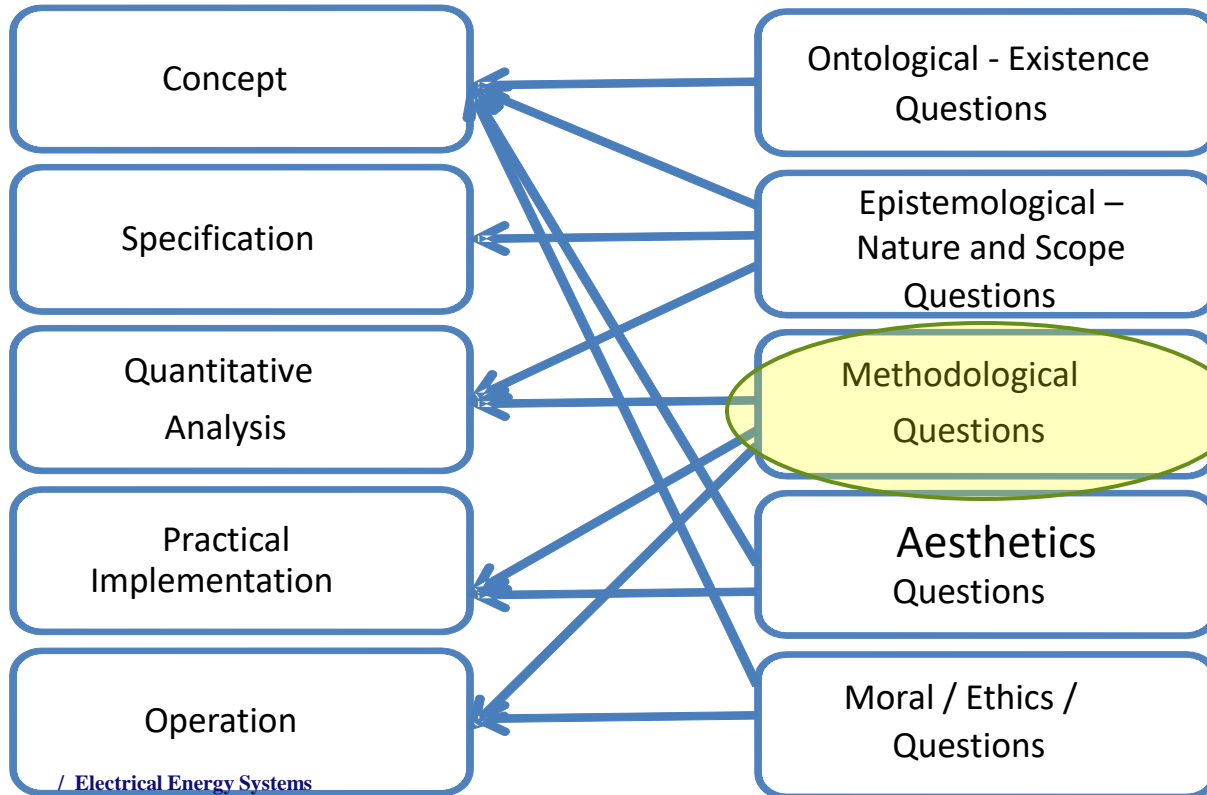 Concept
Ontological - Existence
Questions
Specification
Epistemological –
Nature and Scope
Questions
Quantitative
Analysis
Methodological
Questions
Practical
Implementation
Aesthetics
Questions
Operation
Moral / Ethics /
Questions
/ Electrical Energy Systems